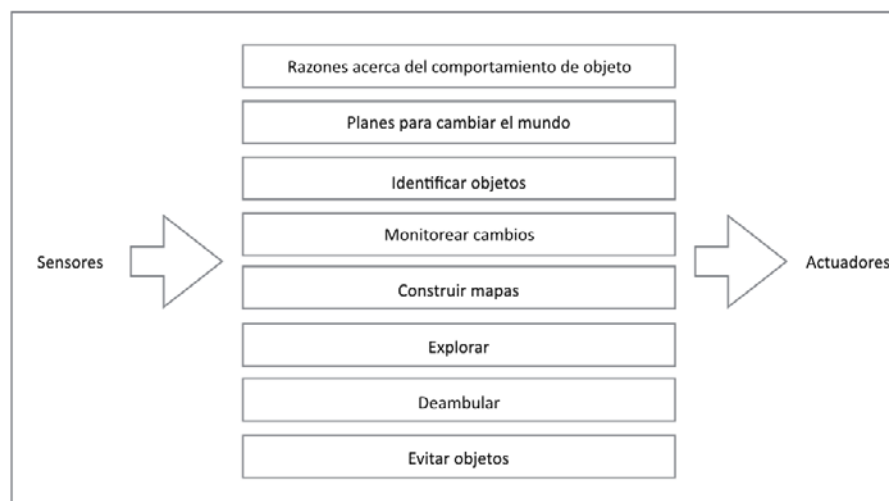 Razones acerca del comportamiento de objeto
Planes para cambiar el mundo
Identificar objetos
Monitorear cambios
Sensores
Actuadores
Construir mapas
Explorar
Deambular
Evitar objetos